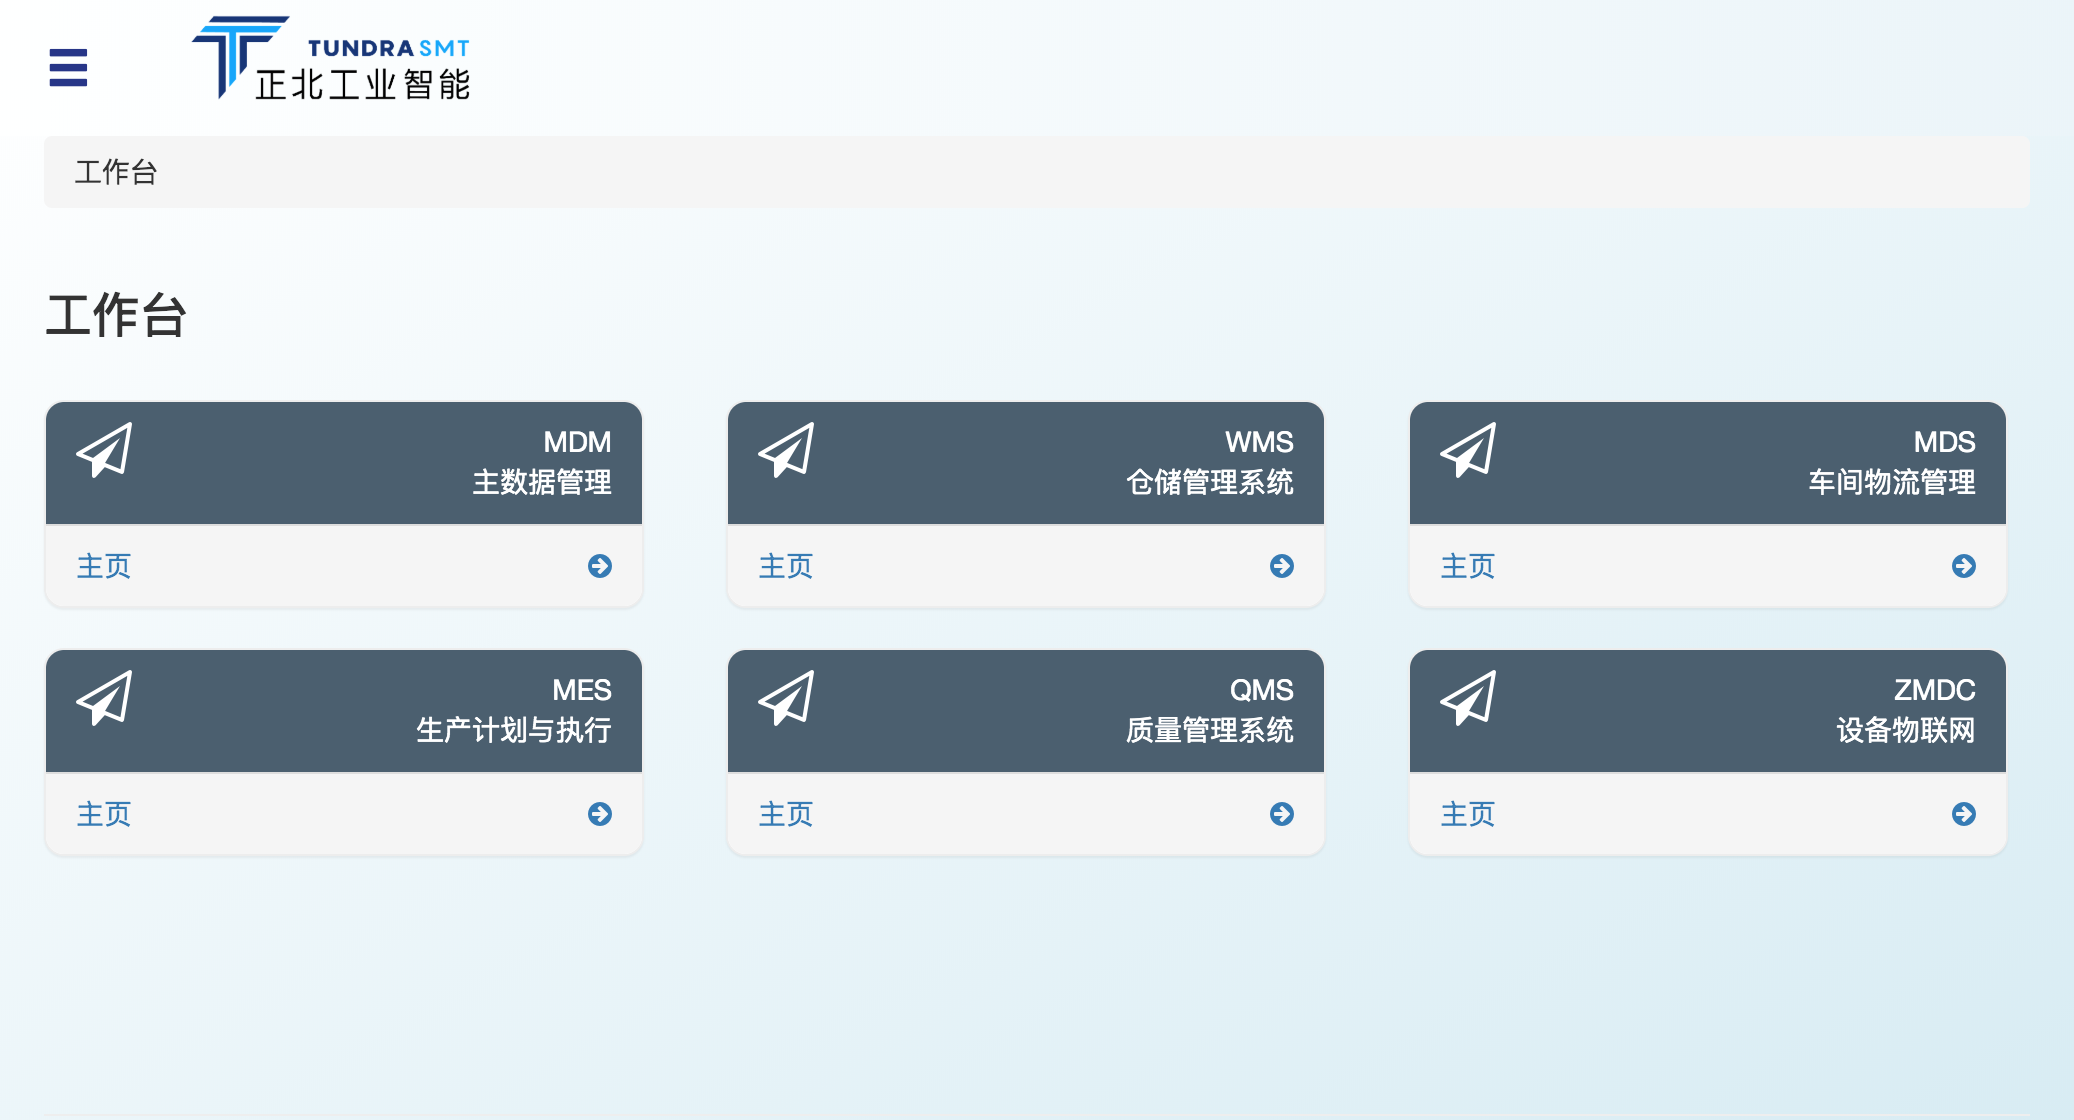 TUNDRA SMT
正北工业智能
工作台
工作台
MDM
主数据管理
主页
WMS
仓储管理系统
主页
MDS
车间物流管理
主页
MES
生产计划与执行
主页
QMS
质量管理系统
主页
ZMDC
设备物联网
主页